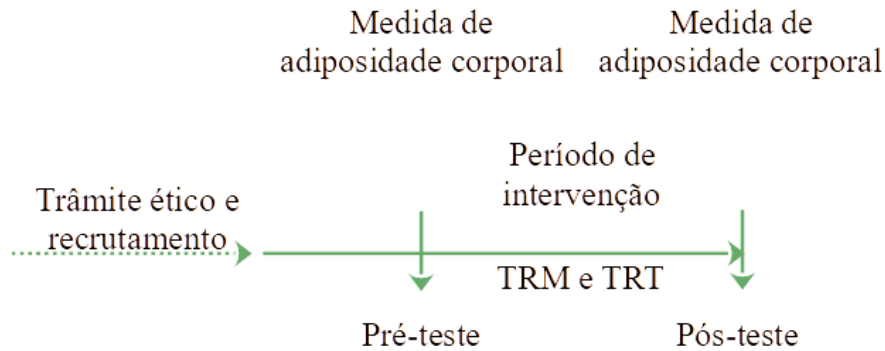 Medida de
adiposidade corporal
Medida de
adiposidade corporal
Período de
intervenção
Trâmite ético e
recrutamento
TRM e TRT
Pré-teste
Pós-teste